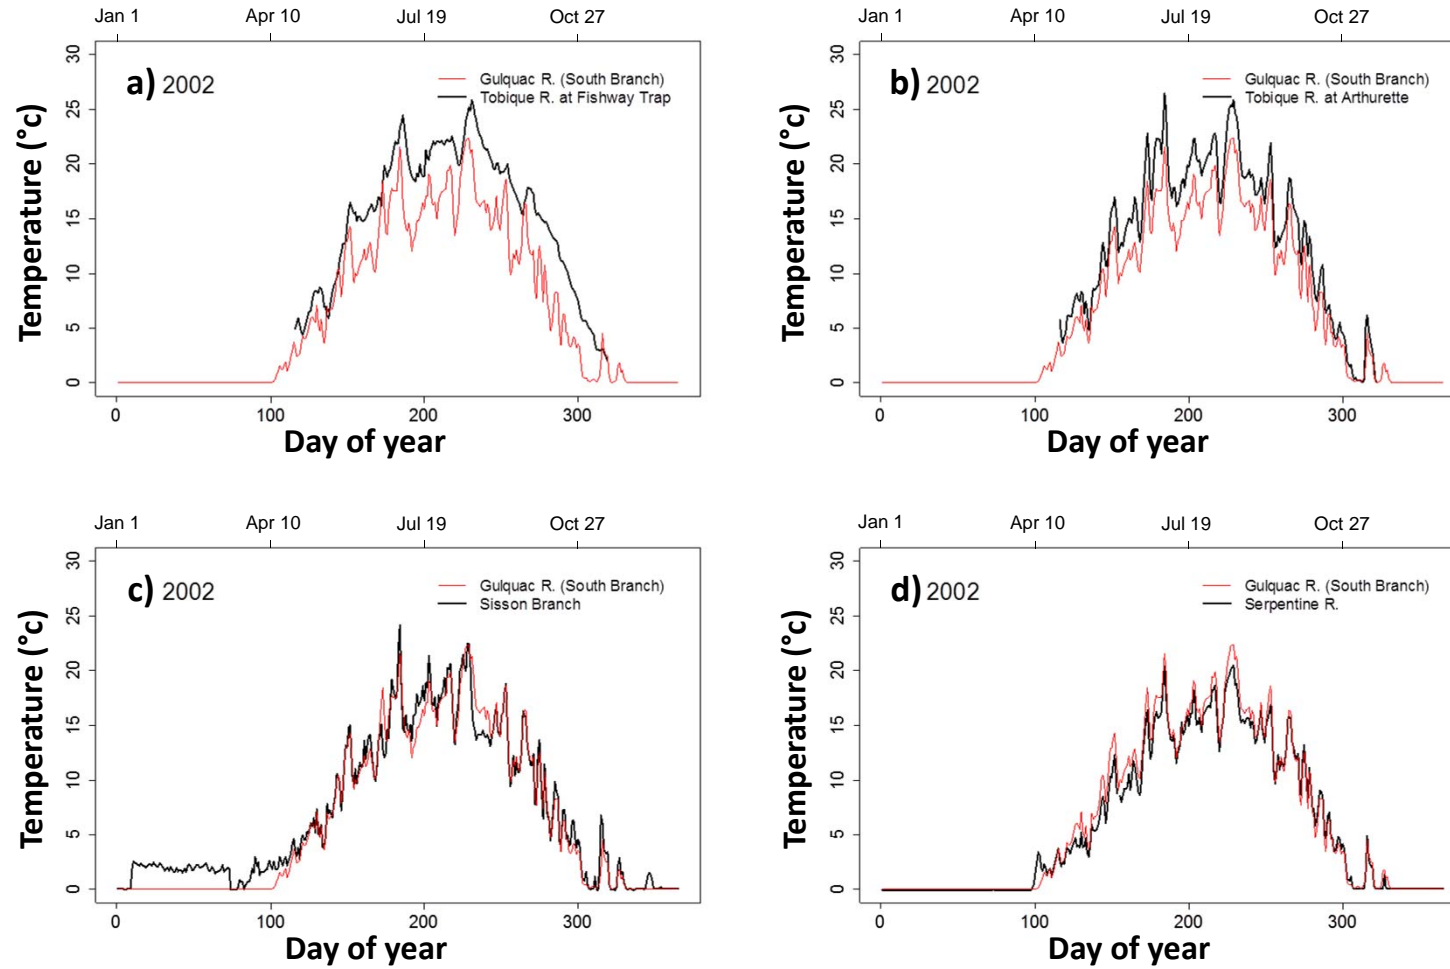 Jan 1 Apr 10 Jul 19 Oct 27
a) 2002
Gulquac R. (South Branch)
Tobique R. at Fishway Trap
Temperature (°c)
30
25
20
15
10
5
0
0 100 200 300
Day of year
Jan 1 Apr 10 Jul 19 Oct 27
b) 2002
Gulquac R. (South Branch)
Tobique R. at Arthurette
Temperature (°c)
30
25
20
15
10
5
0
0 100 200 300
Day of year
Jan 1 Apr 10 Jul 19 Oct 27
c) 2002
Gulquac R. (South Branch)
Sisson Branch
Temperature (°c)
30
25
20
15
10
5
0
0 100 200 300
Day of year
Jan 1 Apr 10 Jul 19 Oct 27
d) 2002
Gulquac R. (South Branch)
Serpentine R.
Temperature (°c)
30
25
20
15
10
5
0
0 100 200 300
Day of year